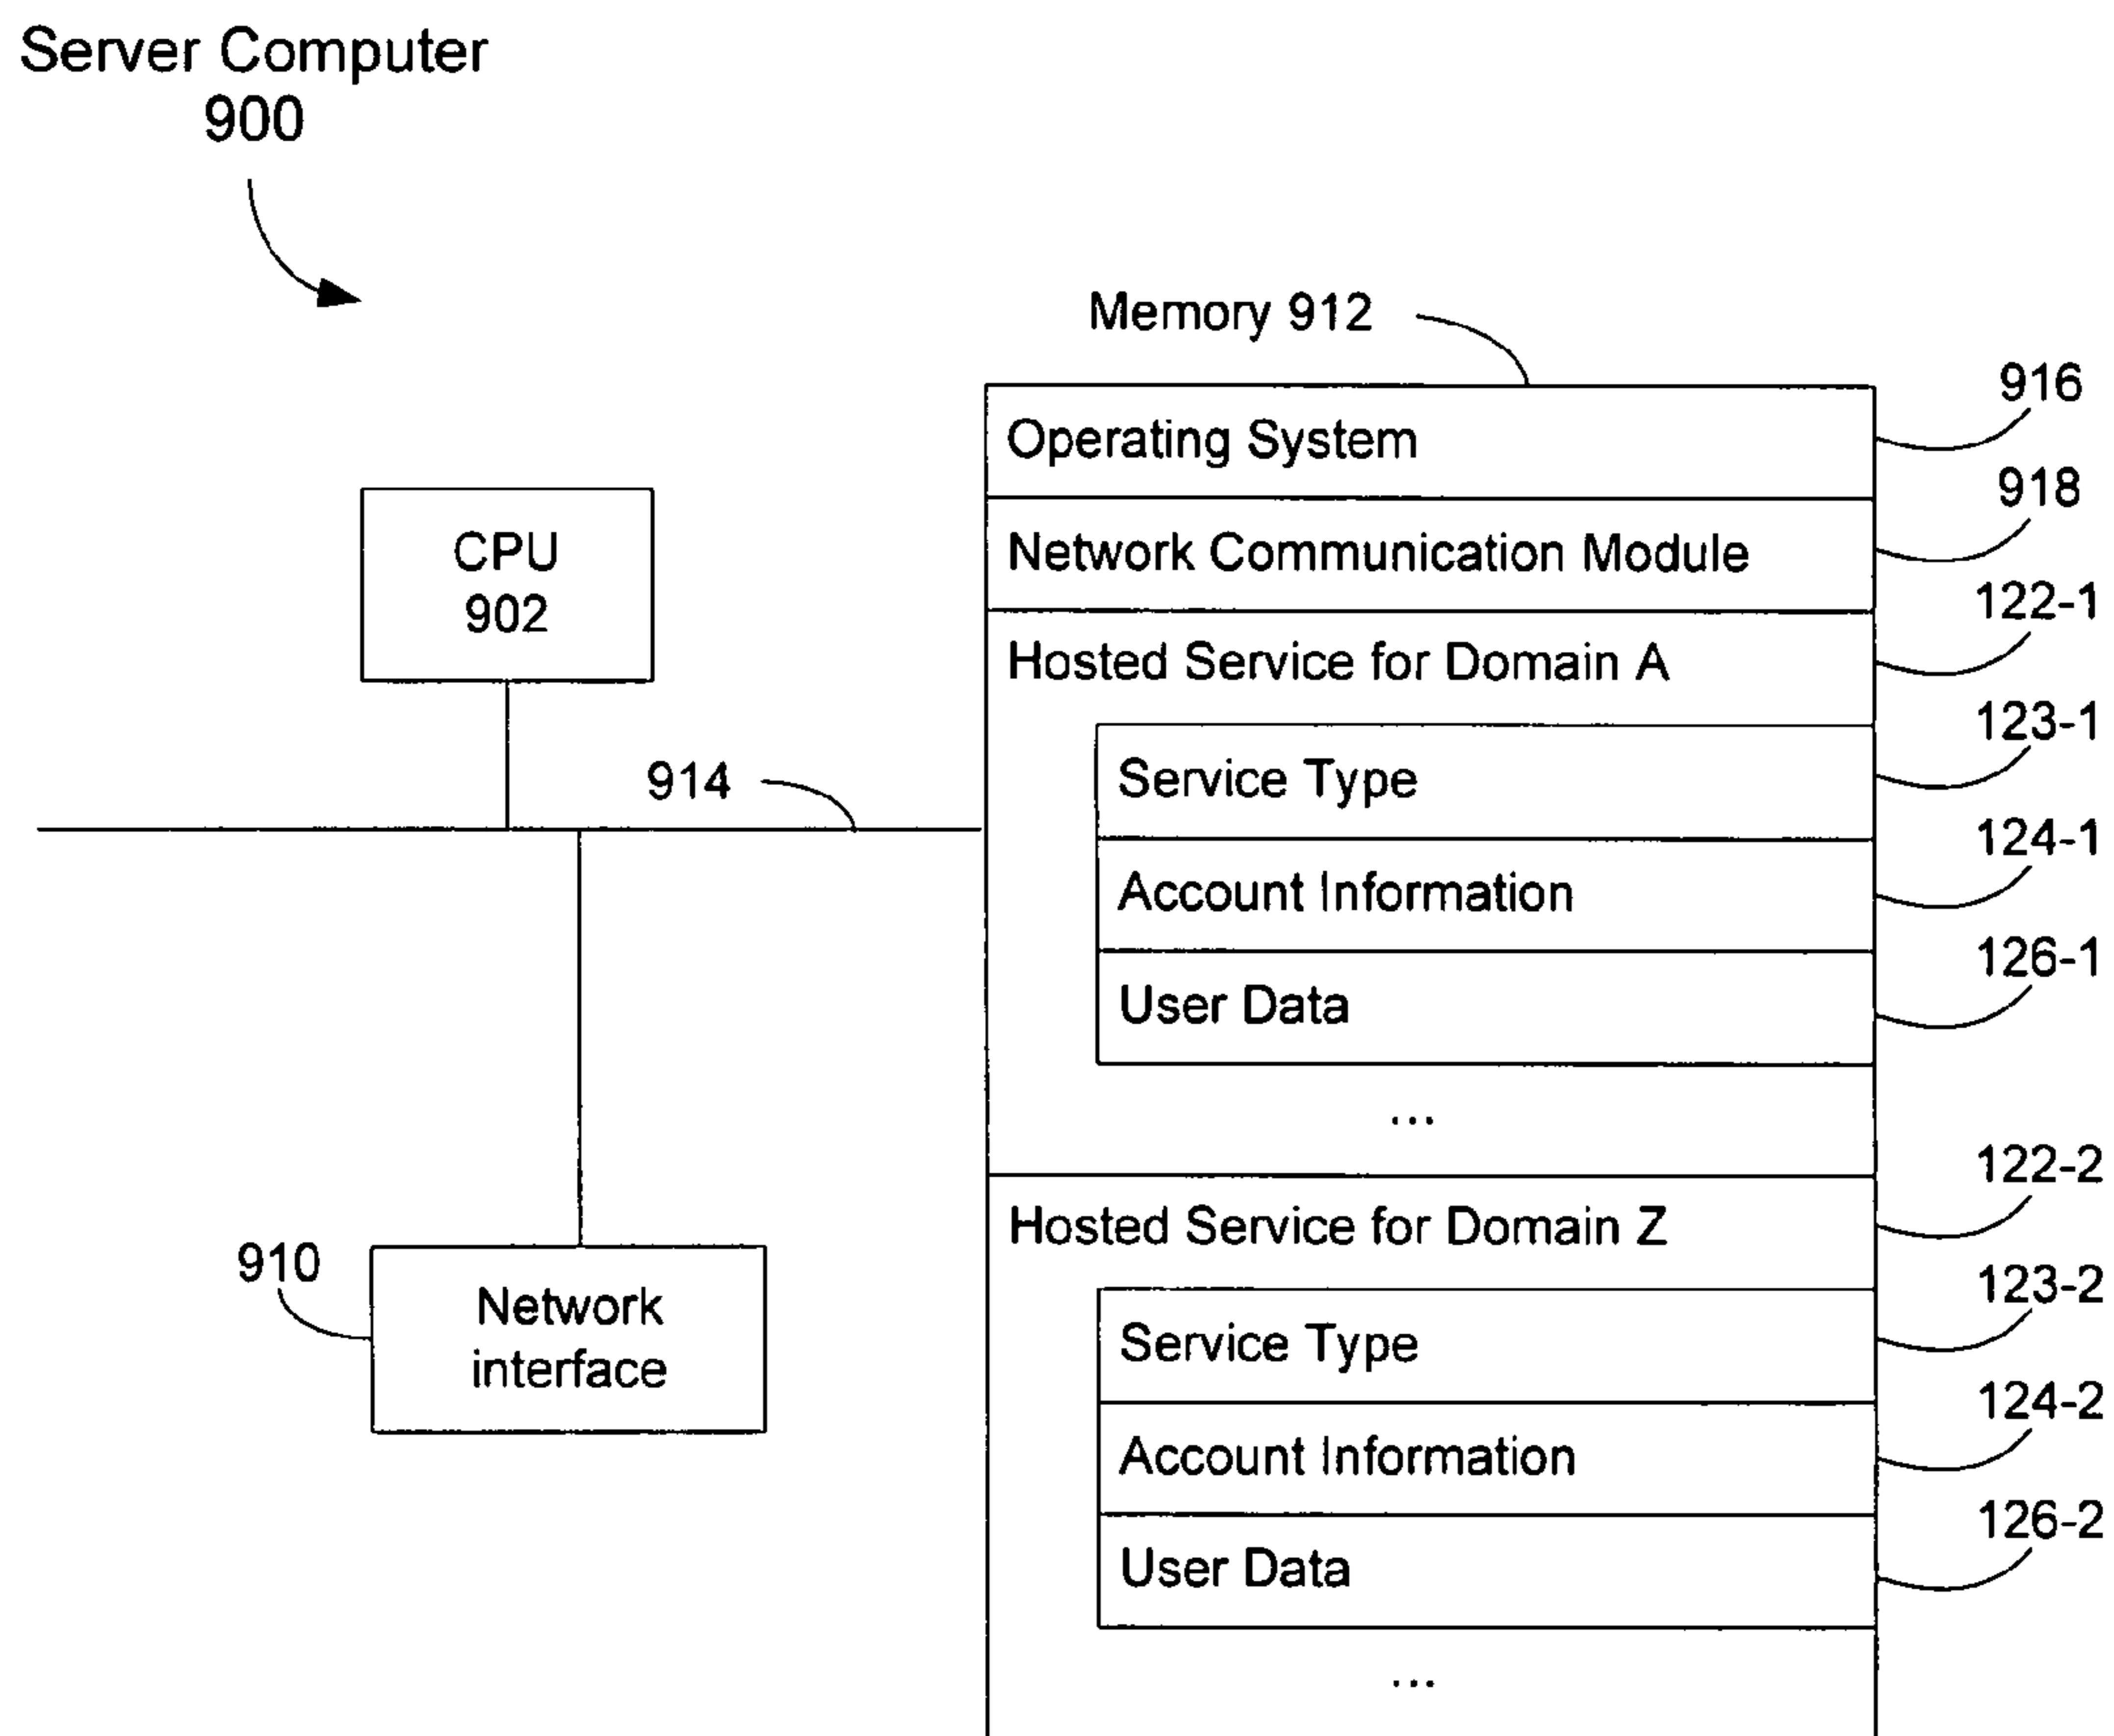 Server Computer
900
Memory 912
916
Operating System
918
Network Communication Module
122-1
Hosted Service for Domain A
123-1
Service Type
124-1
Account Information
126-1
User Data
...
122-2
Hosted Service for Domain Z
123-2
Service Type
124-2
Account Information
126-2
User Data
...
CPU
902
914
910
Network
interface